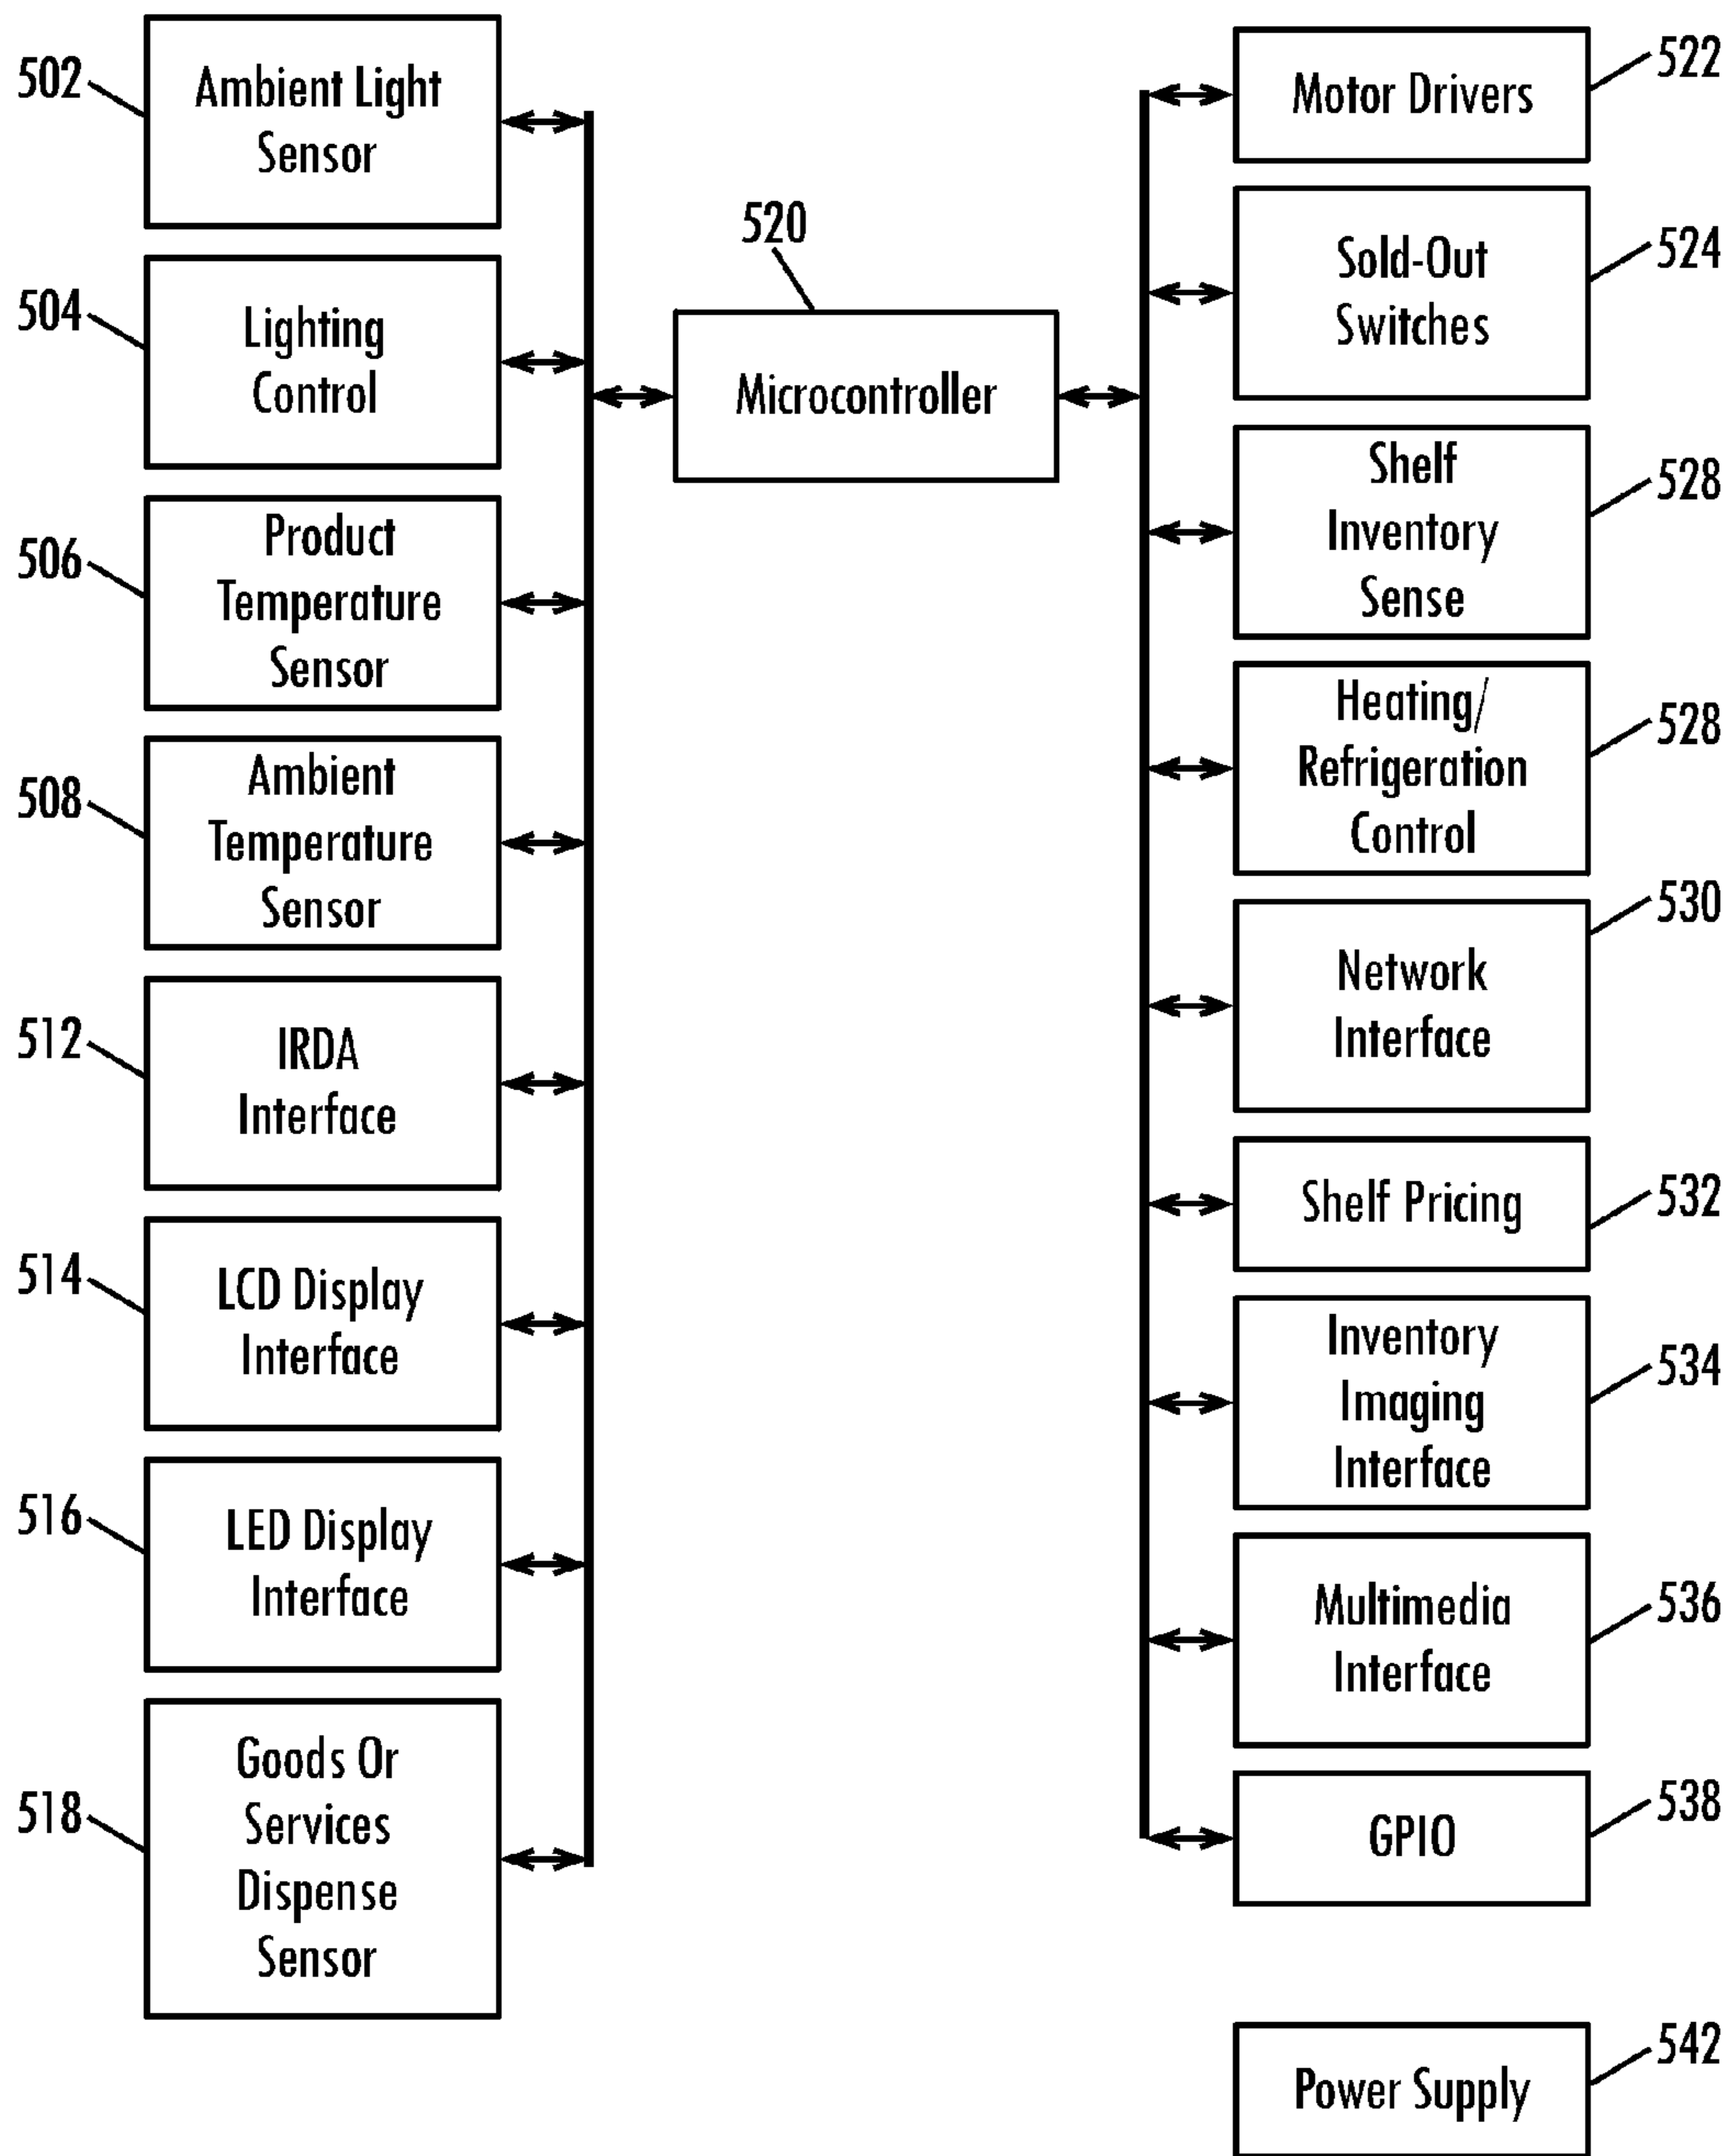 502
Ambient Light
Sensor
504
Lighting
Control
506
Product
Temperature
Sensor
508
Ambient
Temperature
Sensor
512
IRDA
Interface
514
LCD Display
Interface
516
LED Display
Interface
518
Goods Or
Services
Dispense
Sensor
520
Microcontroller
522
Motor Drivers
524
Sold-Out
Switches
528
Shelf
Inventory
Sense
528
Heating/
Refrigeration
Control
530
Network
Interface
532
Shelf Pricing
534
Inventory
Imaging
Interface
536
Multimedia
Interface
538
GPIO
542
Power Supply